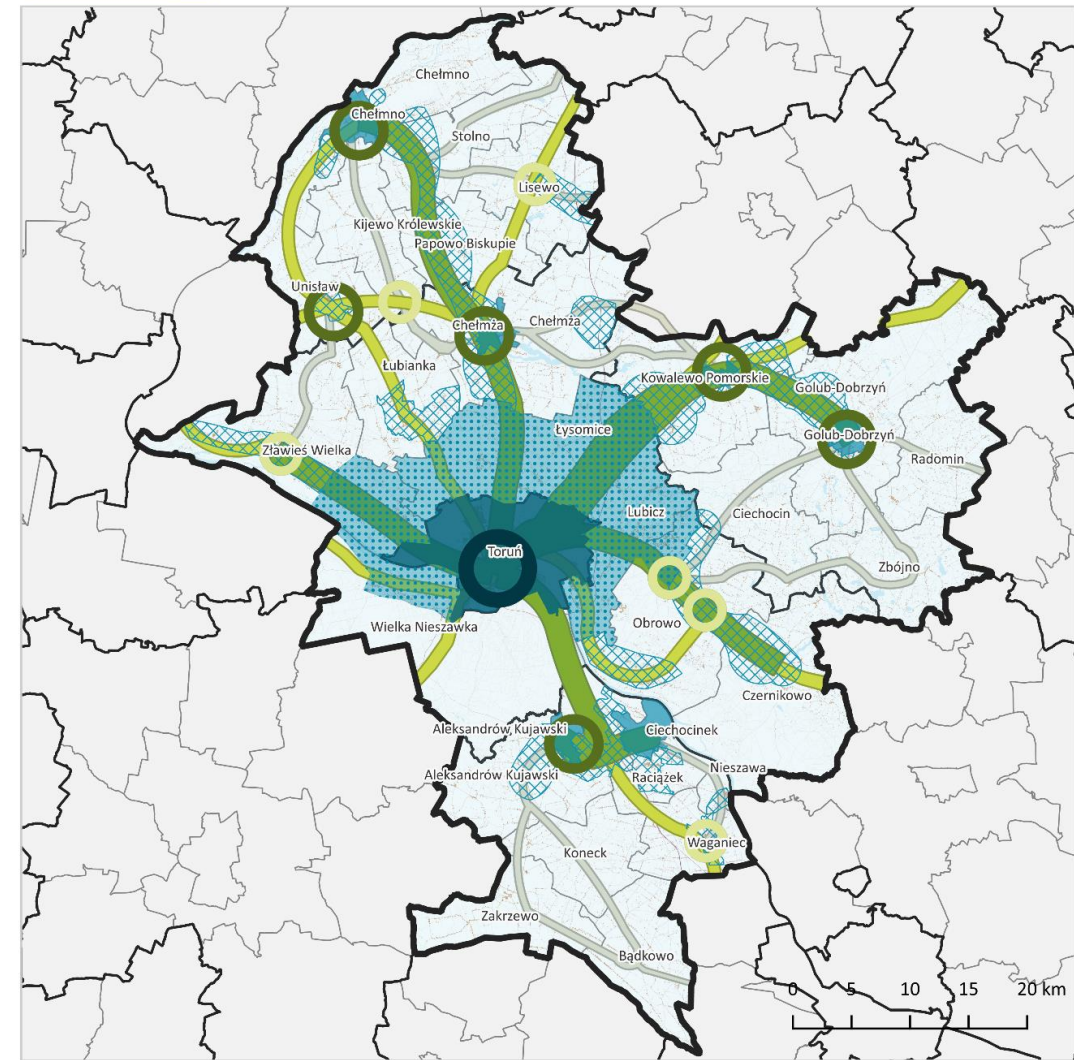 Chełmno
Chełmno
Stolno
Lisewo
Kijewo Królewskie
Papowo Biskupie
Unisław
Chełmża
Chełmża
Łubianka
Kowalewo Pomorskie
Golub-Dobrzyń
Łysomice
Golub-Dobrzyń
Zławieś Wielka
Radomin
Lubicz
Ciechocin
Toruń
Zbójno
Obrowo
Wielka Nieszawka
Czernikowo
Aleksandrów Kujawski
Ciechocinek
Nieszawa
Aleksandrów Kujawski
Raciążek
Waganiec
Koneck
Zakrzewo
Bądkowo
0 5 10 15 20 km